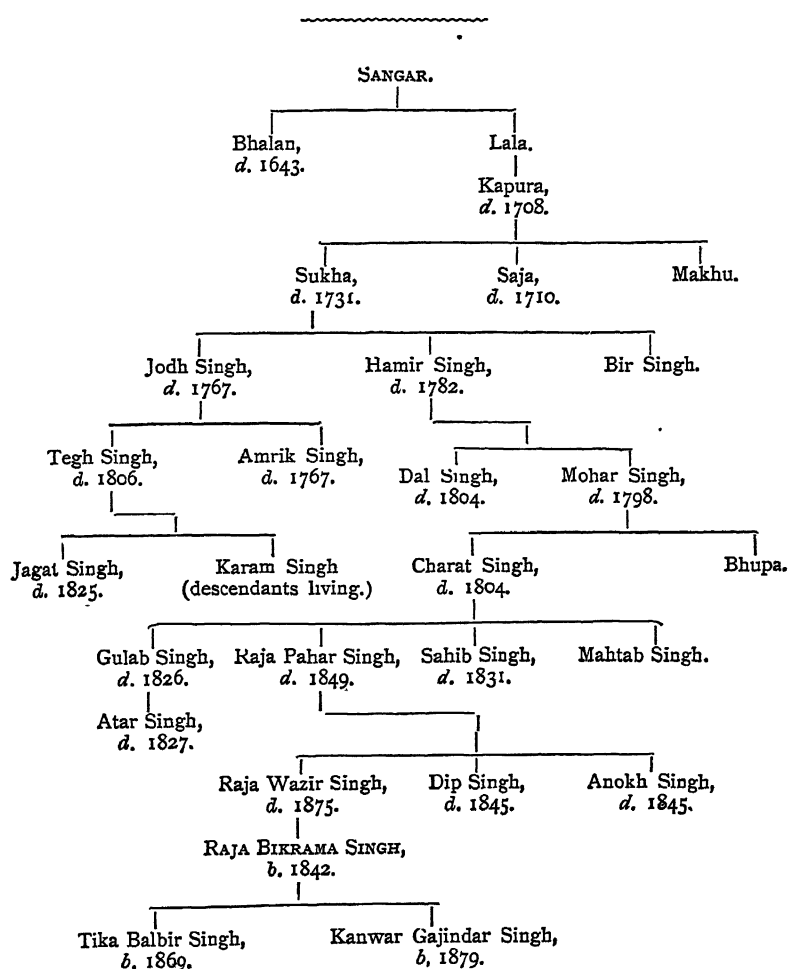 SANGAR.
Bhalan, Lala.
d. 1643.
Kapura,
d. 1708.
Sukha, Saja, Makhu.
d. 1731. d. 1710.
Jodh Singh, Hamir Singh, Bir Singh.
d. 1767. d. 1782.
Tegh Singh, Amrik Singh, Dal Singh, Mohar Singh,
d. 1806. d. 1767. d. 1804. d. 1798.
Jagat Singh, Karam Singh Charat Singh, Bhupa.
d. 1825. (descendants living.) d. 1804.
Gulab Singh, Raja Pahar Singh, Sahib Singh, Mahtab Singh.
d. 1826. d. 1849. d. 1831.
Atar Singh,
d. 1827.
Raja Wazir Singh, Dip Singh, Anokh Singh,
d. 1875. d. 1845. d. 1845.
RAJA BIKRAMA SINGH,
b. 1842.
Tika Balbir Singh, Kanwar Gajindar Singh,
b. 1869. b. 1879.